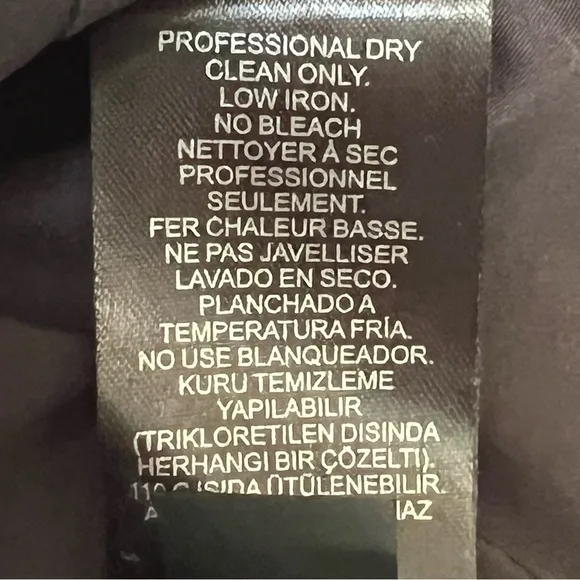 PROFESSIONAL DRY
CLEAN ONLY.
LOW IRON.
NO BLEACH
NETTOYER À SEC
PROFESSIONNEL
SEULEMENT.
FER CHALEUR BASSE.
NE PAS JAVELLISER
LAVADO EN SECO.
PLANCHADO A
TEMPERATURA FRÍA.
NO USE BLANQUEADOR.
KURU TEMIZLEME
YAPILABILIR
(TRIKLORETILEN DISINDA
HERHANGI BIR ÇÖZELTI).
ISIDA ÜTÜLENEBILIR.